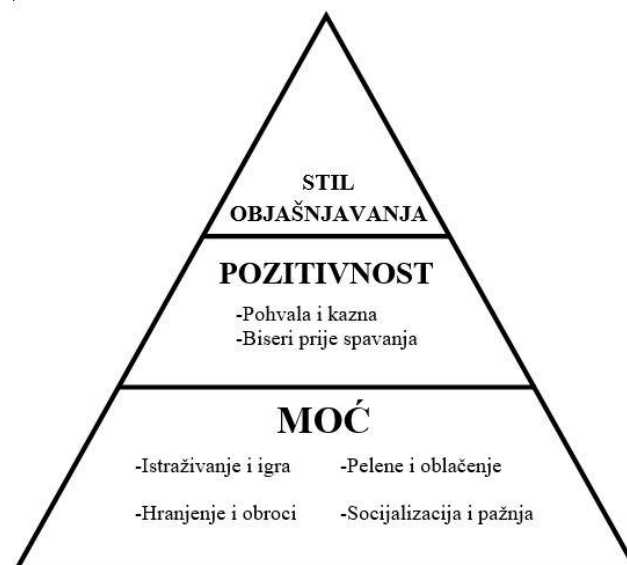 STIL
OBJAŠNJAVANJA
POZITIVNOST
-Pohvala i kazna
-Biseri prije spavanja
MOĆ
-Istraživanje i igra -Pelene i oblačenje
-Hranjenje i obroci -Socijalizacija i pažnja